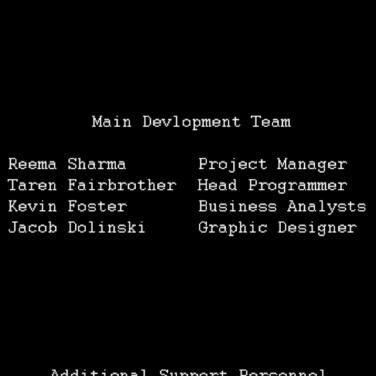 Main Devlopment Team
Reema Sharma Project Manager
Taren Fairbrother Head Programmer
Kevin Foster Business Analysts
Jacob Dolinski Graphic Designer
Additional Support Personnel